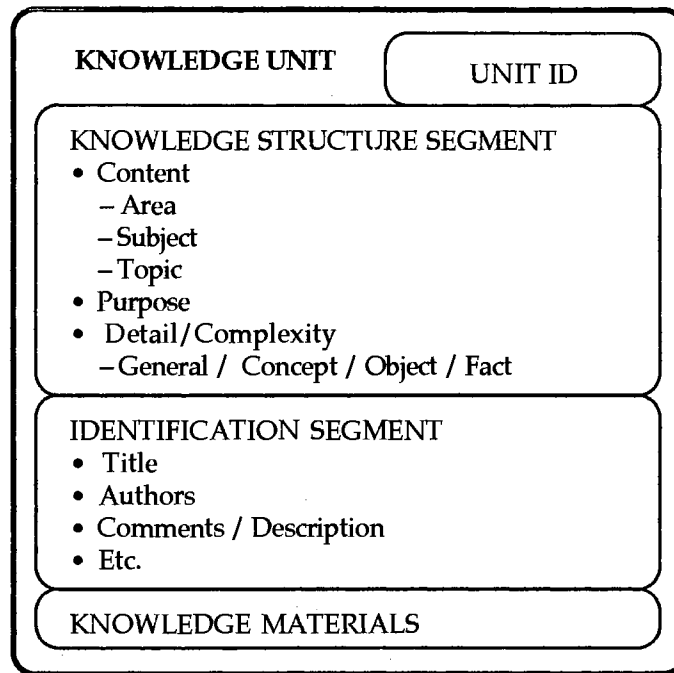 KNOWLEDGE UNIT
UNIT ID
KNOWLEDGE STRUCTURE SEGMENT
• Content
– Area
– Subject
– Topic
• Purpose
• Detail/Complexity
– General / Concept / Object / Fact
IDENTIFICATION SEGMENT
• Title
• Authors
• Comments / Description
• Etc.
KNOWLEDGE MATERIALS